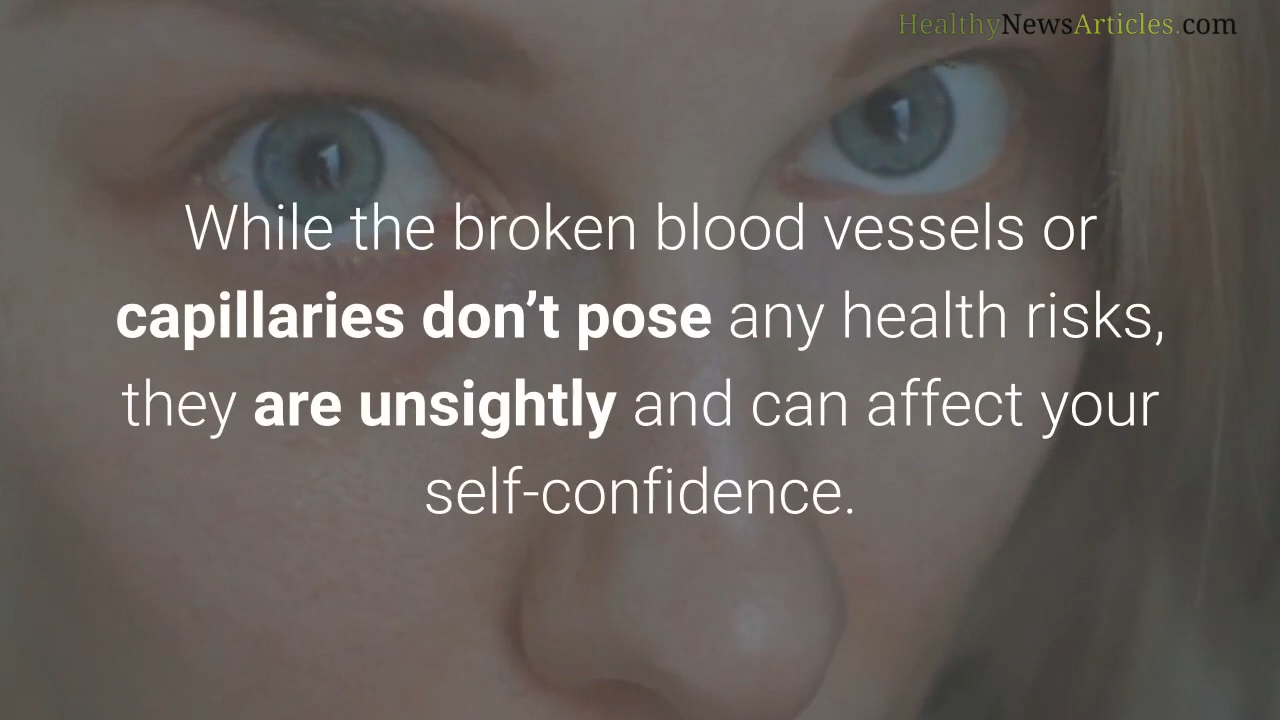 HealthyNewsArticles.com
While the broken blood vessels or
capillaries don’t pose any health risks,
they are unsightly and can affect your
self-confidence.